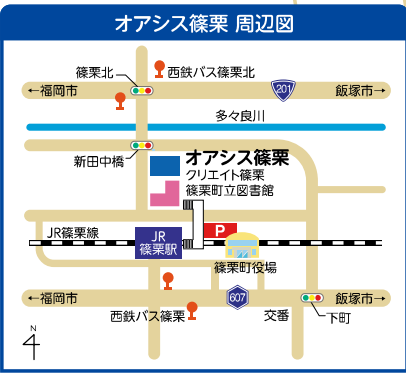 オアシス篠栗 周辺図
篠栗北
西鉄バス篠栗北
←福岡市
201
飯塚市→
多々良川
新田中橋
オアシス篠栗
クリエイト篠栗
篠栗町立図書館
JR篠栗線
JR
篠栗駅
P
篠栗町役場
←福岡市
607
飯塚市→
西鉄バス篠栗
交番
下町
N